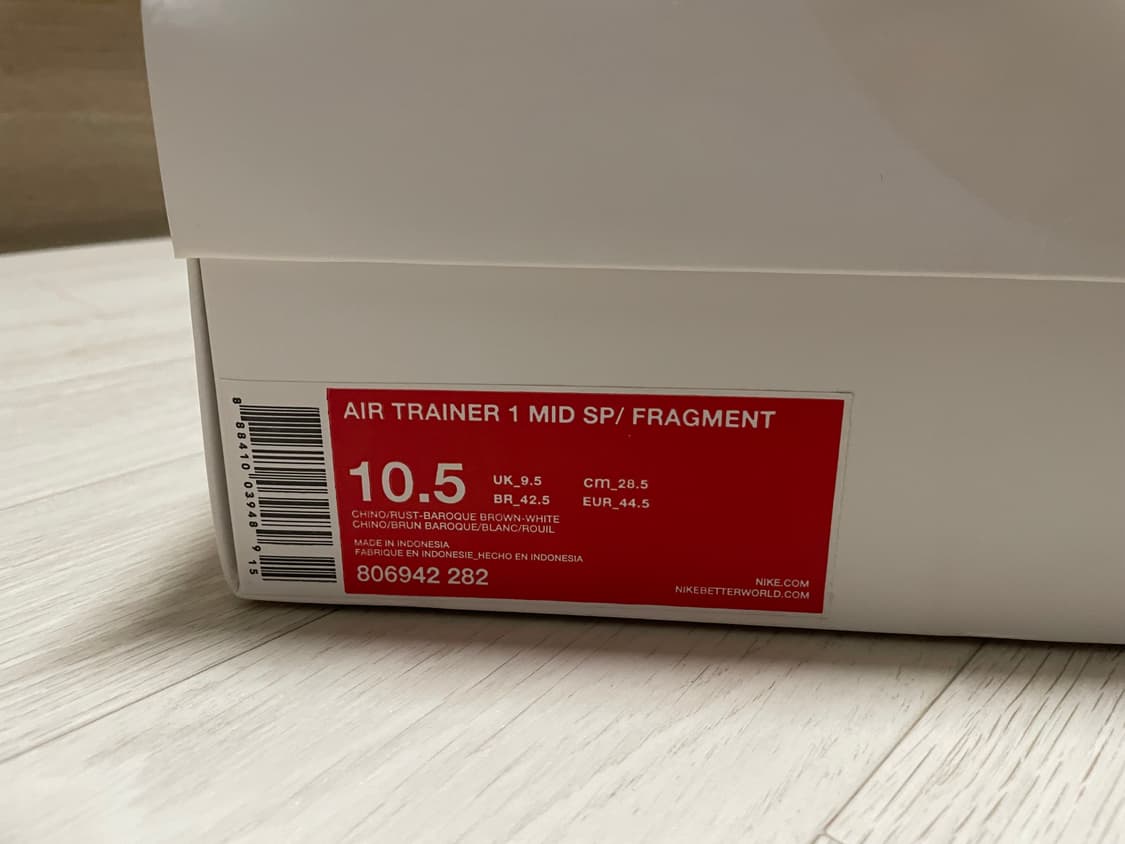 AIR TRAINER 1 MID SP/ FRAGMENT
10.5
UK_9.5
cm_28.5
BR_42.5
EUR_44.5
CHINO/RUST-BAROQUE BROWN-WHITE
CHINO/BRUN BAROQUE/BLANC/ROUIL
MADE IN INDONESIA
FABRIQUE EN INDONESIE_HECHO EN INDONESIA
806942 282
NIKE.COM
NIKEBETTERWORLD.COM
8 88410 03948 9 15